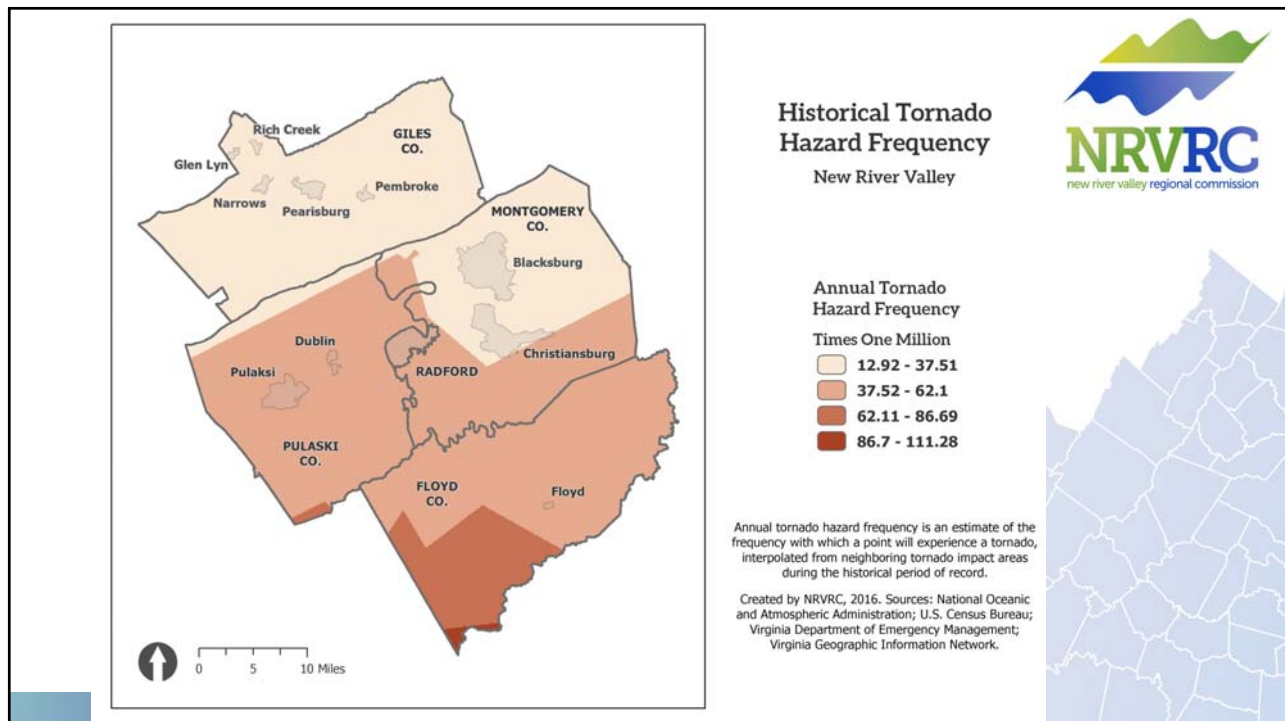 Rich Creek
GILES
CO.
Glen Lyn
Narrows
Pearisburg
Pembroke
MONTGOMERY
CO.
Blacksburg
Dublin
Pulaksi
Christiansburg
RADFORD
PULASKI
CO.
FLOYD
CO.
Floyd
0 5 10 Miles
Historical Tornado
Hazard Frequency
New River Valley
Annual Tornado
Hazard Frequency
Times One Million
12.92 - 37.51
37.52 - 62.1
62.11 - 86.69
86.7 - 111.28
Annual tornado hazard frequency is an estimate of the
frequency with which a point will experience a tornado,
interpolated from neighboring tornado impact areas
during the historical period of record.
Created by NRVRC, 2016. Sources: National Oceanic
and Atmospheric Administration; U.S. Census Bureau;
Virginia Department of Emergency Management;
Virginia Geographic Information Network.
NRVRC
new river valley regional commission